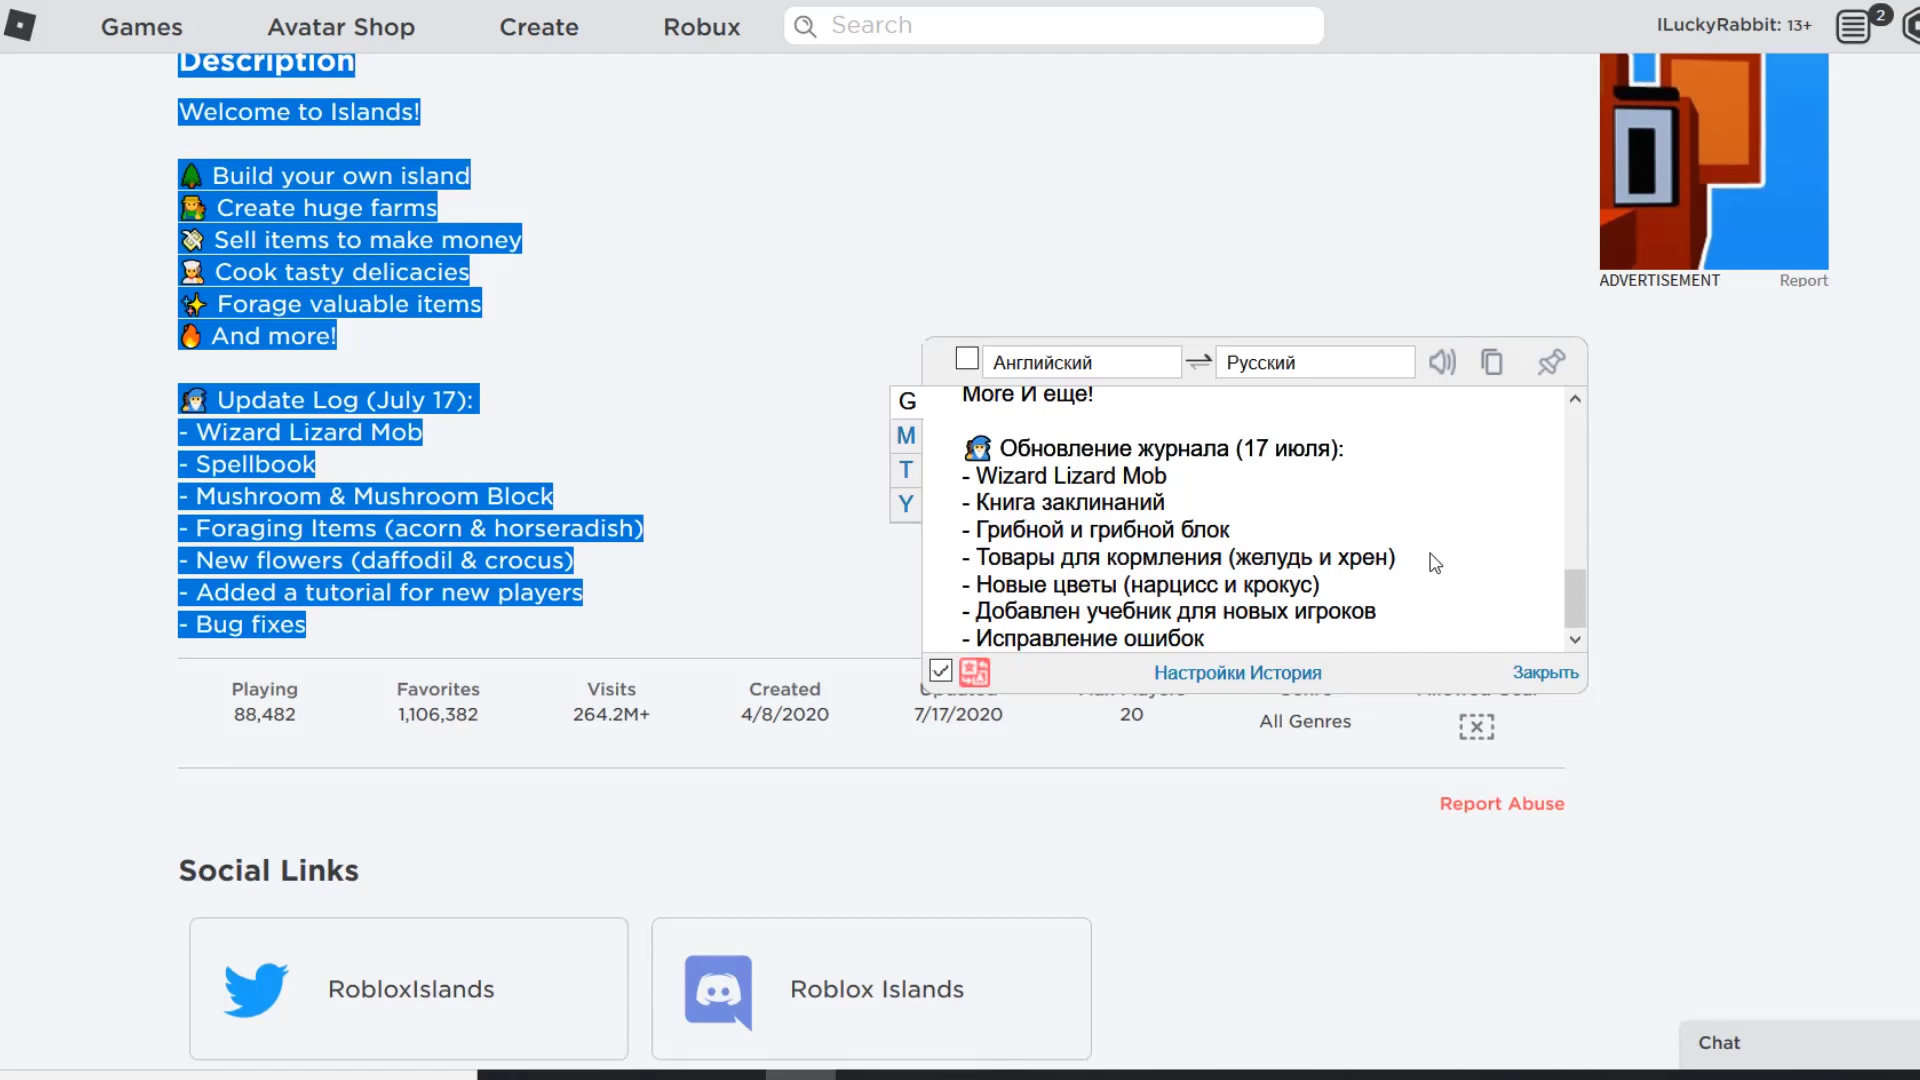 Games Avatar Shop Create Robux Search ILuckyRabbit: 13+ 2
Description
Welcome to Islands!
Build your own island
Create huge farms
Sell items to make money
Cook tasty delicacies
Forage valuable items
And more!
Update Log (July 17):
- Wizard Lizard Mob
- Spellbook
- Mushroom & Mushroom Block
- Foraging Items (acorn & horseradish)
- New flowers (daffodil & crocus)
- Added a tutorial for new players
- Bug fixes
ADVERTISEMENT Report
Английский Русский
G
M
T
Y
More И еще!
Обновление журнала (17 июля):
- Wizard Lizard Mob
- Книга заклинаний
- Грибной и грибной блок
- Товары для кормления (желудь и хрен)
- Новые цветы (нарцисс и крокус)
- Добавлен учебник для новых игроков
- Исправление ошибок
Настройки История Закрыть
Playing Favorites Visits Created Updated
88,482 1,106,382 264.2M+ 4/8/2020 7/17/2020 20 All Genres
Report Abuse
Social Links
RobloxIslands
Roblox Islands
Chat